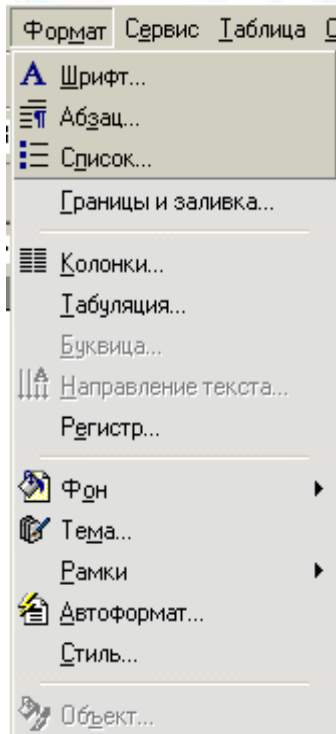 Формат Сервис Таблица
Шрифт...
Абзац...
Список...
Границы и заливка...
Колонки...
Табуляция...
Буквица...
Направление текста...
Регистр...
Фон
Тема...
Рамки
Автоформат...
Стиль...
Объект...